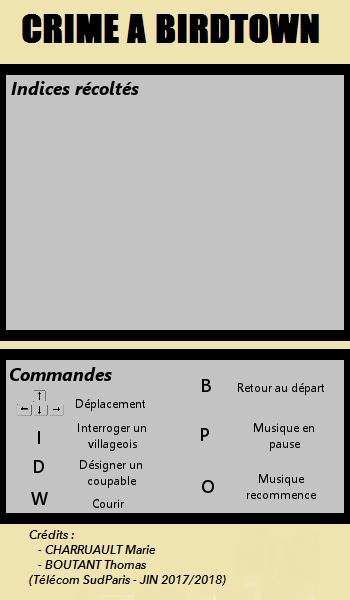 CRIME A BIRDTOWN
Indices récoltés
Commandes
↑
← ↓ →
Déplacement
I
Interroger un
villageois
D
Désigner un
coupable
W
Courir
B
Retour au départ
P
Musique en
pause
O
Musique
recommence
Crédits :
- CHARRUAULT Marie
- BOUTANT Thomas
(Télécom SudParis - JIN 2017/2018)